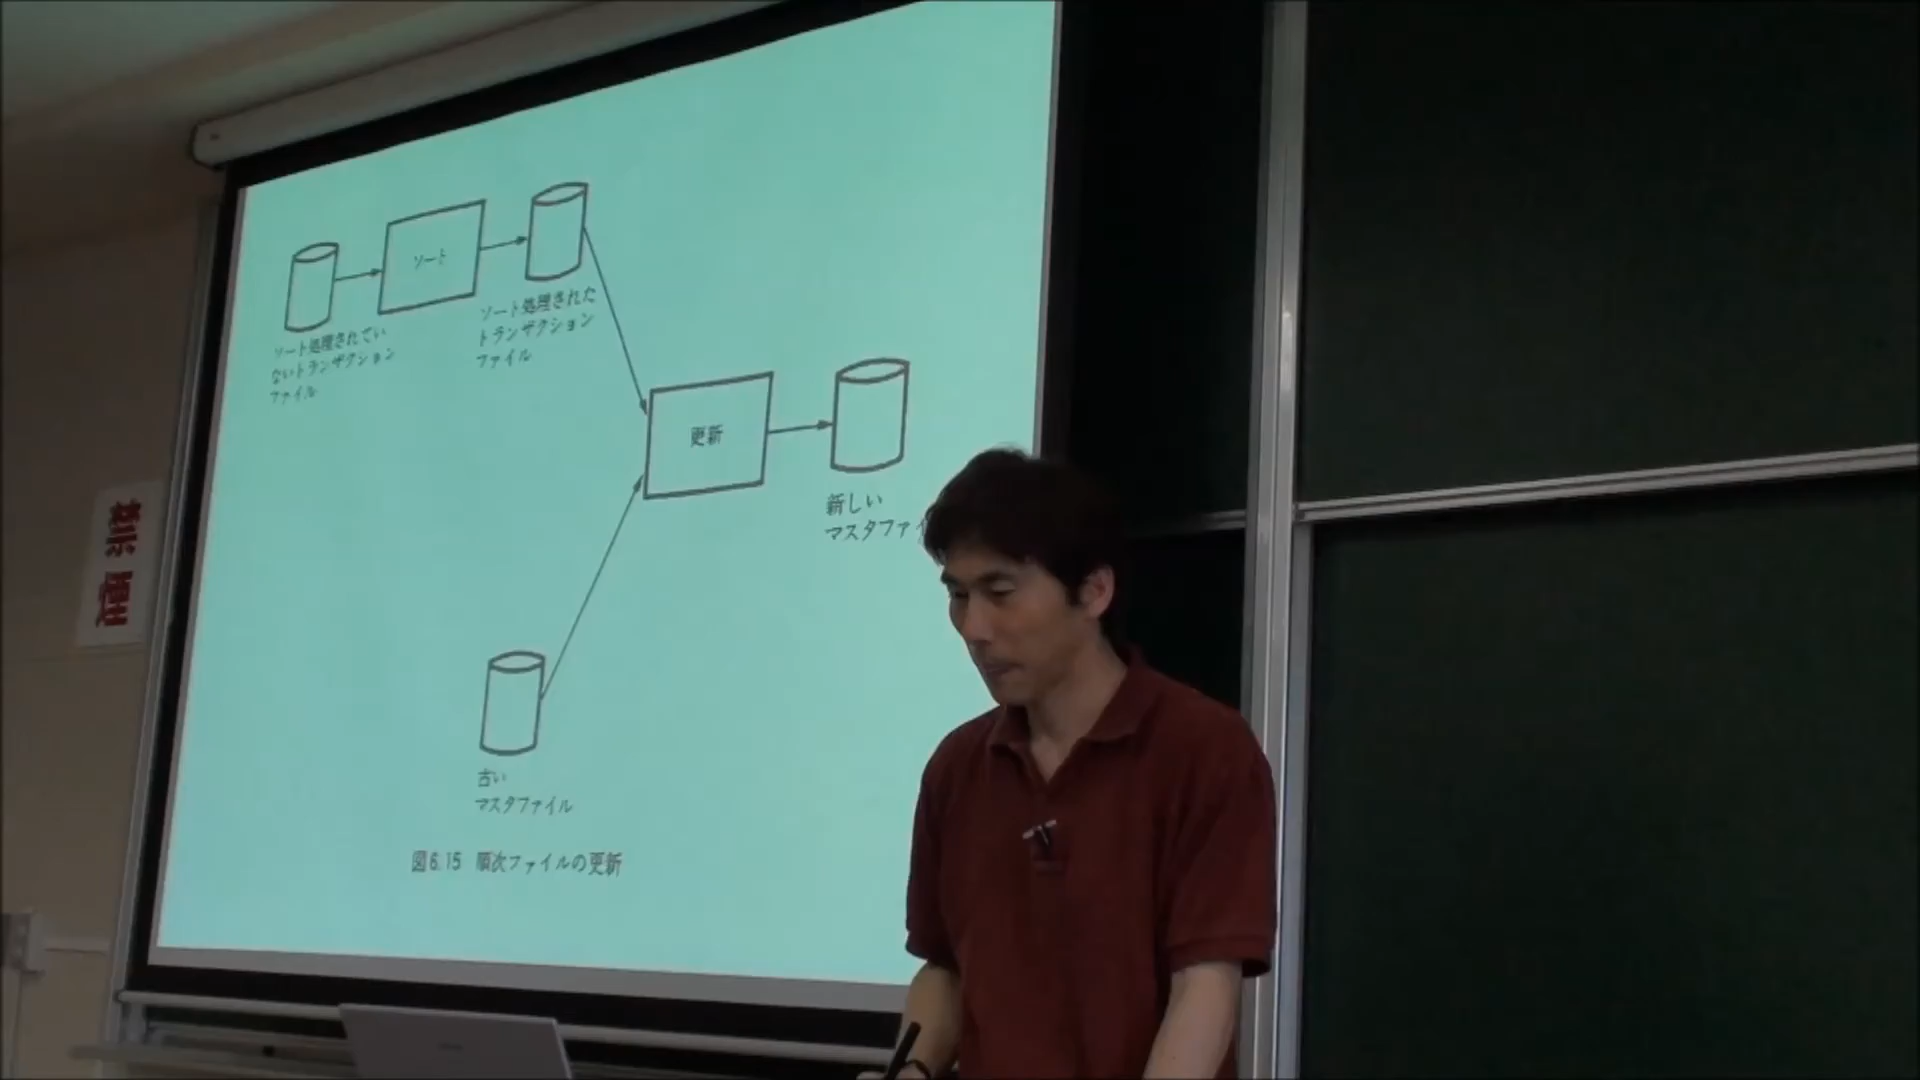 ソート
ソート処理されてい
ないトランザクション
ファイル
ソート処理された
トランザクション
ファイル
更新
新しい
マスタファイ
古い
マスタファイル
図6.15 順次ファイルの更新
禁煙